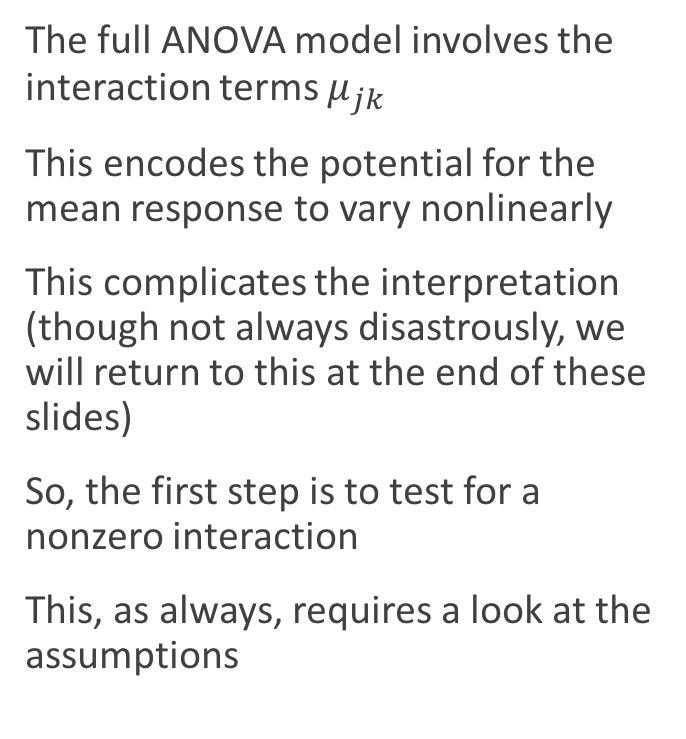 The full ANOVA model involves the
interaction terms μjk
This encodes the potential for the
mean response to vary nonlinearly
This complicates the interpretation
(though not always disastrously, we
will return to this at the end of these
slides)
So, the first step is to test for a
nonzero interaction
This, as always, requires a look at the
assumptions